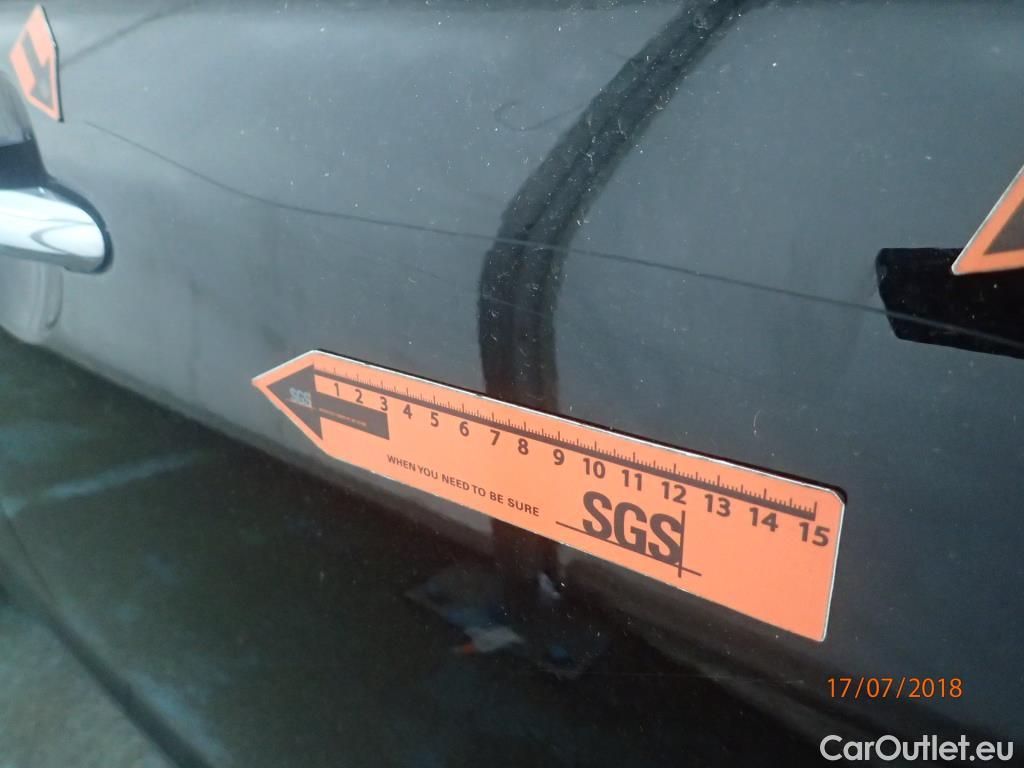 SGS
1 2 3 4 5 6 7 8 9 10 11 12 13 14 15
WHEN YOU NEED TO BE SURE
SGS
17/07/2018
CarOutlet.eu